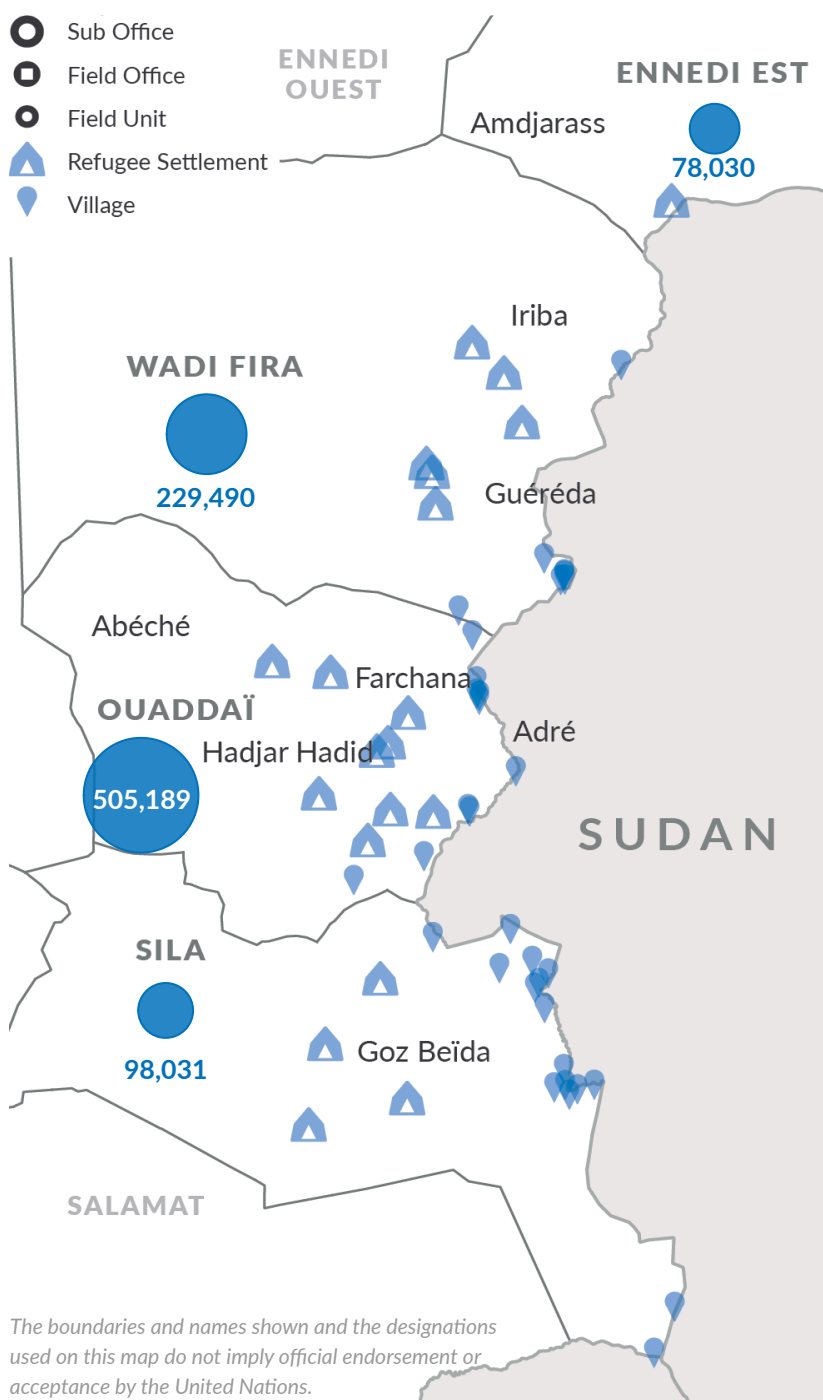 Sub Office
Field Office
Field Unit
Refugee Settlement
Village
ENNEDI
OUEST
ENNEDI EST
Amdjarass
78,030
Iriba
WADI FIRA
229,490
Guéréda
Abéché
Farchana
OUADDAÏ
Hadjar Hadid
Adré
505,189
SUDAN
SILA
98,031
Goz Beïda
SALAMAT
The boundaries and names shown and the designations
used on this map do not imply official endorsement or
acceptance by the United Nations.